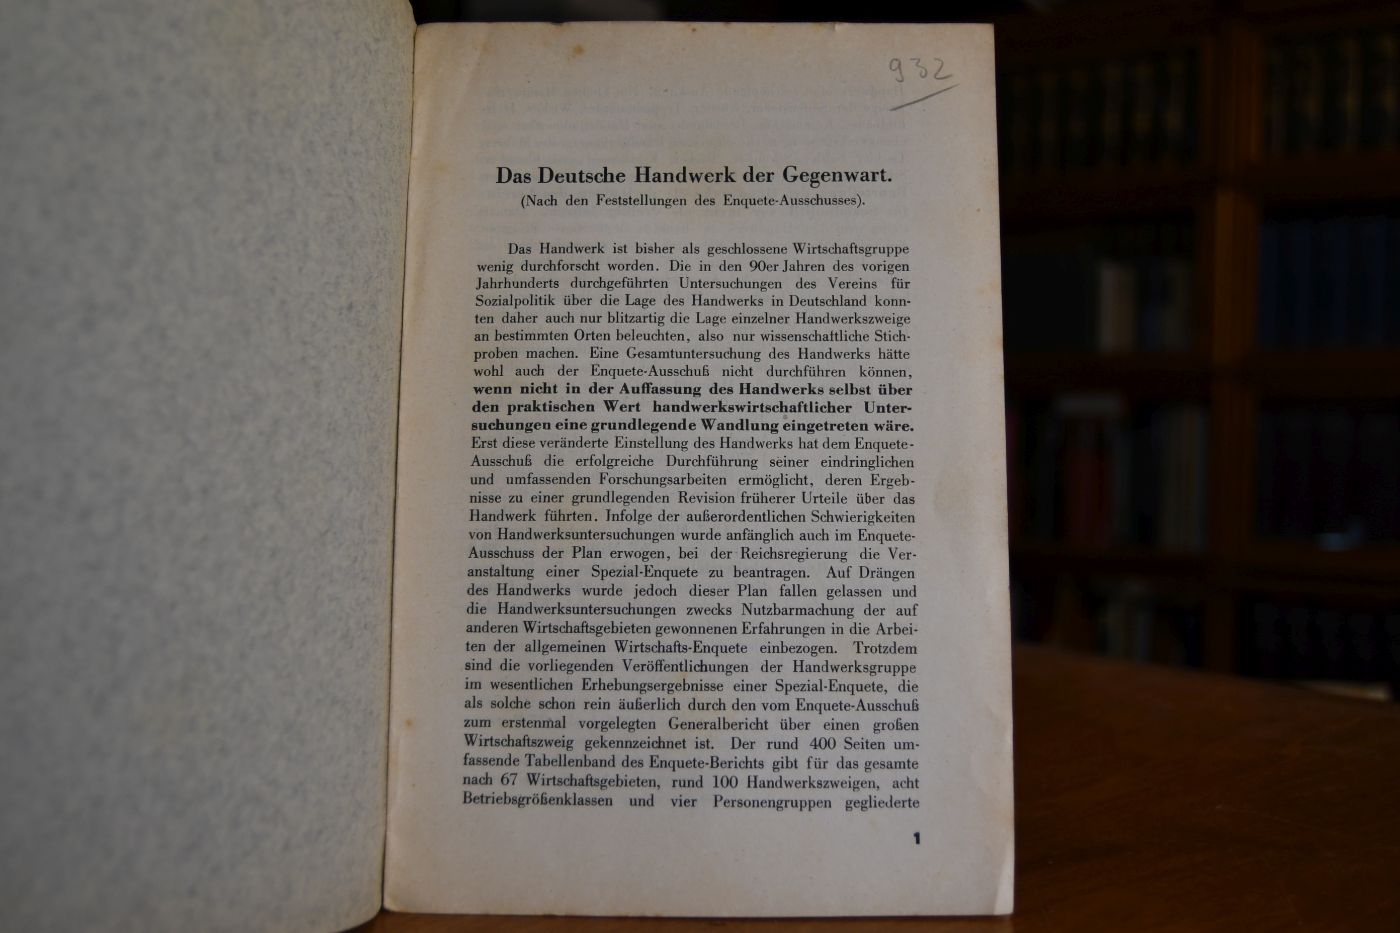 932
Das Deutsche Handwerk der Gegenwart.
(Nach den Feststellungen des Enquete-Ausschusses).
Das Handwerk ist bisher als geschlossene Wirtschaftsgruppe
wenig durchforscht worden. Die in den 90er Jahren des vorigen
Jahrhunderts durchgeführten Untersuchungen des Vereins für
Sozialpolitik über die Lage des Handwerks in Deutschland konn-
ten daher auch nur blitzartig die Lage einzelner Handwerkszweige
an bestimmten Orten beleuchten, also nur wissenschaftliche Stich-
proben machen. Eine Gesamtuntersuchung des Handwerks hätte
wohl auch der Enquete-Ausschuß nicht durchführen können,
wenn nicht in der Auffassung des Handwerks selbst über
den praktischen Wert handwerkswirtschaftlicher Unter-
suchungen eine grundlegende Wandlung eingetreten wäre.
Erst diese veränderte Einstellung des Handwerks hat dem Enquete-
Ausschuß die erfolgreiche Durchführung seiner eindringlichen
und umfassenden Forschungsarbeiten ermöglicht, deren Ergeb-
nisse zu einer grundlegenden Revision früherer Urteile über das
Handwerk führten. Infolge der außerordentlichen Schwierigkeiten
von Handwerksuntersuchungen wurde anfänglich auch im Enquete-
Ausschuss der Plan erwogen, bei der Reichsregierung die Ver-
anstaltung einer Spezial-Enquete zu beantragen. Auf Drängen
des Handwerks wurde jedoch dieser Plan fallen gelassen und
die Handwerksuntersuchungen zwecks Nutzbarmachung der auf
anderen Wirtschaftsgebieten gewonnenen Erfahrungen in die Arbei-
ten der allgemeinen Wirtschafts-Enquete einbezogen. Trotzdem
sind die vorliegenden Veröffentlichungen der Handwerksgruppe
im wesentlichen Erhebungsergebnisse einer Spezial-Enquete, die
als solche schon rein äußerlich durch den vom Enquete-Ausschuß
zum erstenmal vorgelegten Generalbericht über einen großen
Wirtschaftszweig gekennzeichnet ist. Der rund 400 Seiten um-
fassende Tabellenband des Enquete-Berichts gibt für das gesamte
nach 67 Wirtschaftsgebieten, rund 100 Handwerkszweigen, acht
Betriebsgrößenklassen und vier Personengruppen gegliederte
1